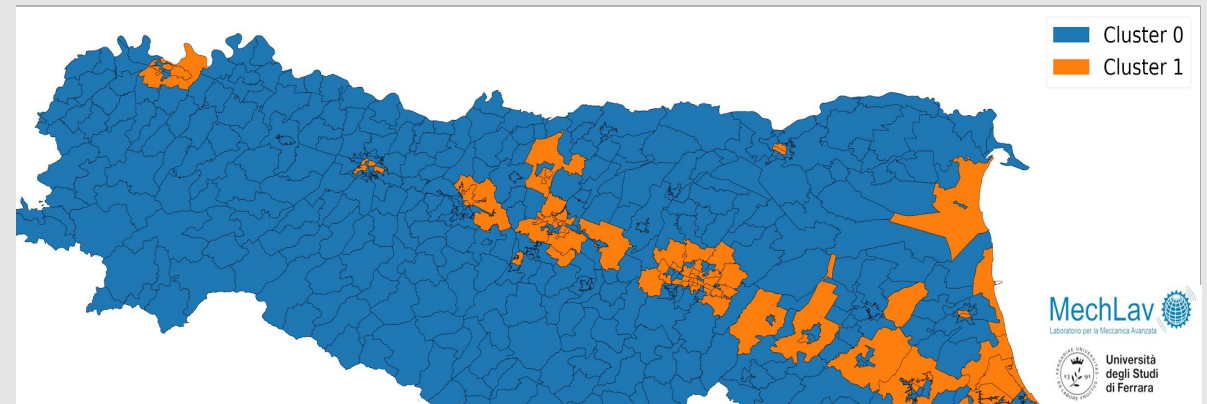 Cluster 0
Cluster 1
MechLav
Laboratorio per la Meccanica Avanzata
Università
degli Studi
di Ferrara